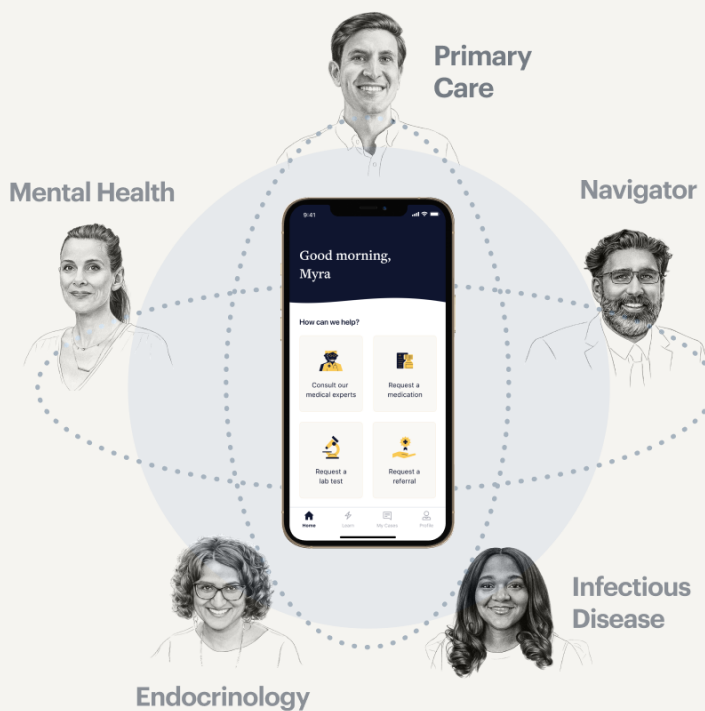 Primary
Care
Mental Health
Navigator
9:41
Good morning,
Myra
How can we help?
Consult our
medical experts
Request a
medication
Request a
lab test
Request a
referral
Home
Learn
My Cases
Profile
Infectious
Disease
Endocrinology